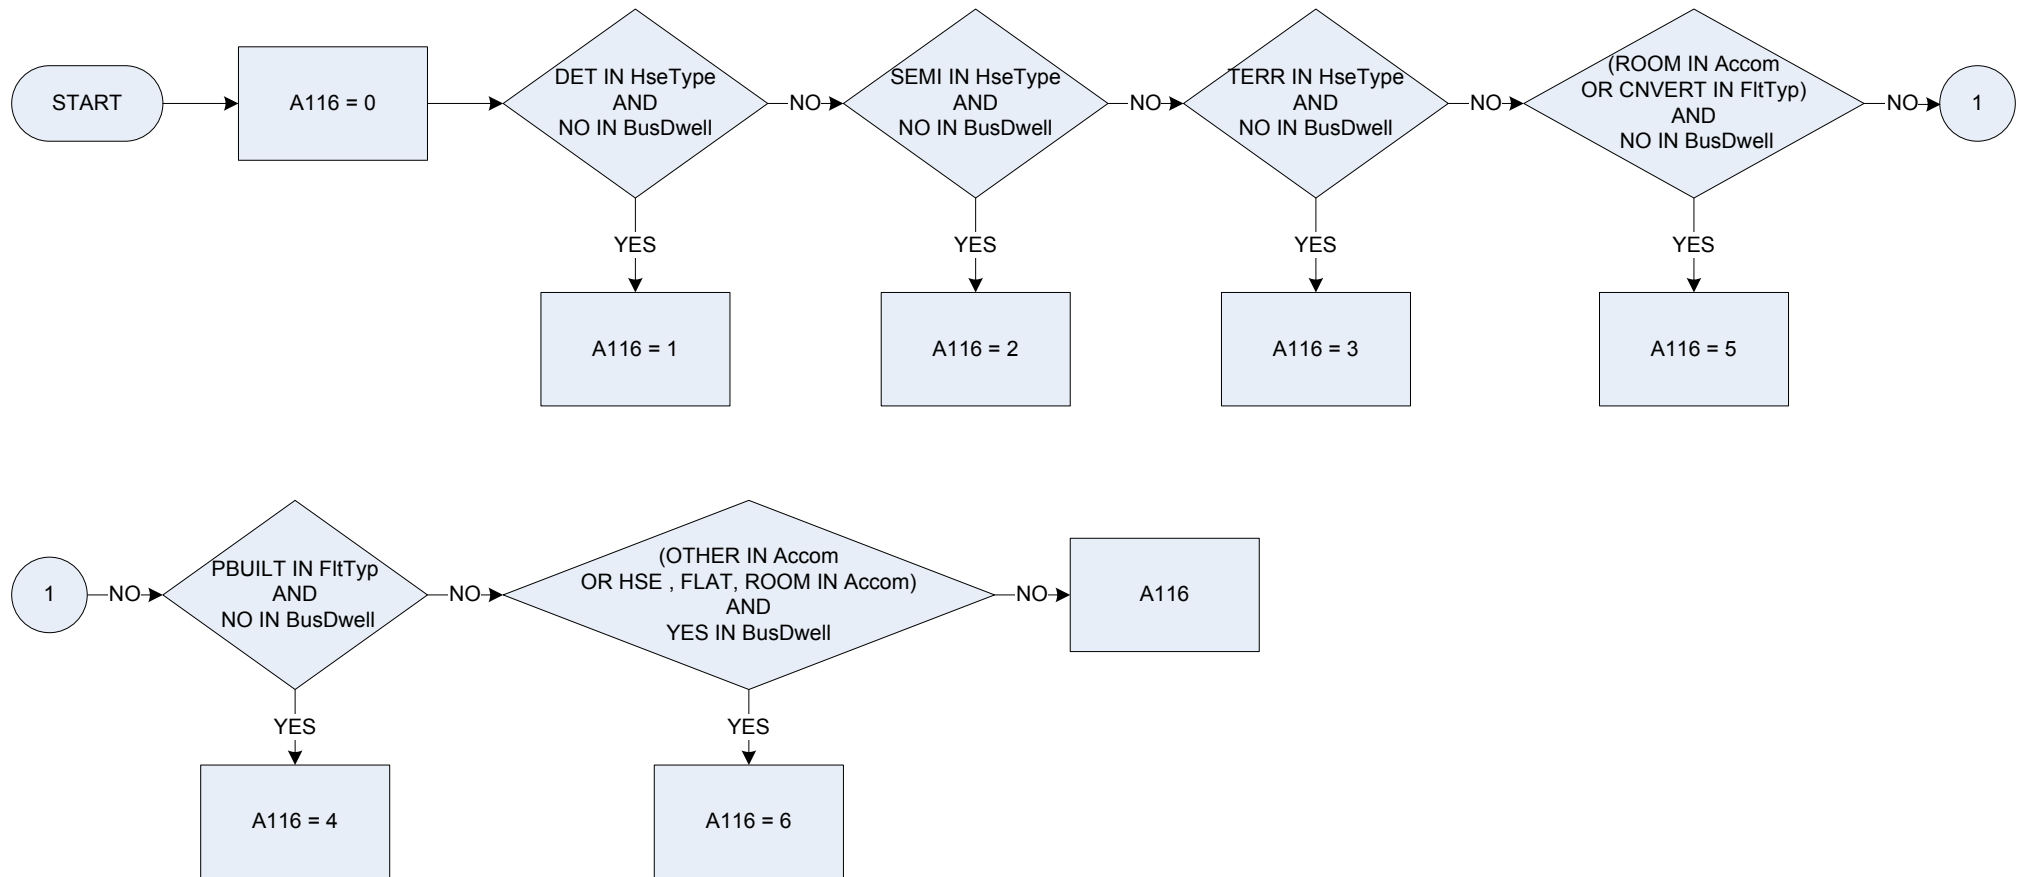 START
A116 = 0
DET IN HseType
AND
NO IN BusDwell
NO
SEMI IN HseType
AND
NO IN BusDwell
NO
TERR IN HseType
AND
NO IN BusDwell
NO
(ROOM IN Accom
OR CNVERT IN FltTyp)
AND
NO IN BusDwell
NO
1
YES
YES
YES
YES
A116 = 1
A116 = 2
A116 = 3
A116 = 5
1
NO
PBUILT IN FltTyp
AND
NO IN BusDwell
NO
(OTHER IN Accom
OR HSE , FLAT, ROOM IN Accom)
AND
YES IN BusDwell
NO
A116
YES
YES
A116 = 4
A116 = 6